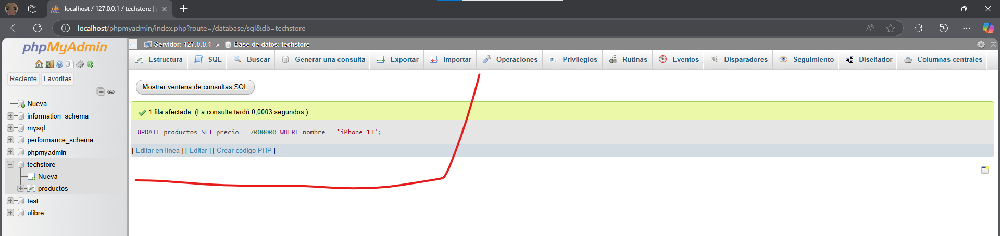 localhost / 127.0.0.1 / techstore |
localhost/phpmyadmin/index.php?route=/database/sql&db=techstore
phpMyAdmin
Reciente Favoritas
Nueva
information_schema
mysql
performance_schema
phpmyadmin
techstore
Nueva
productos
test
ulibre
Servidor: 127.0.0.1 » Base de datos: techstore
Estructura SQL Buscar Generar una consulta Exportar Importar Operaciones Privilegios Rutinas Eventos Disparadores Seguimiento Diseñador Columnas centrales
Mostrar ventana de consultas SQL
1 fila afectada. (La consulta tardó 0,0003 segundos.)
UPDATE productos SET precio = 7000000 WHERE nombre = 'iPhone 13';
[ Editar en línea ] [ Editar ] [ Crear código PHP ]